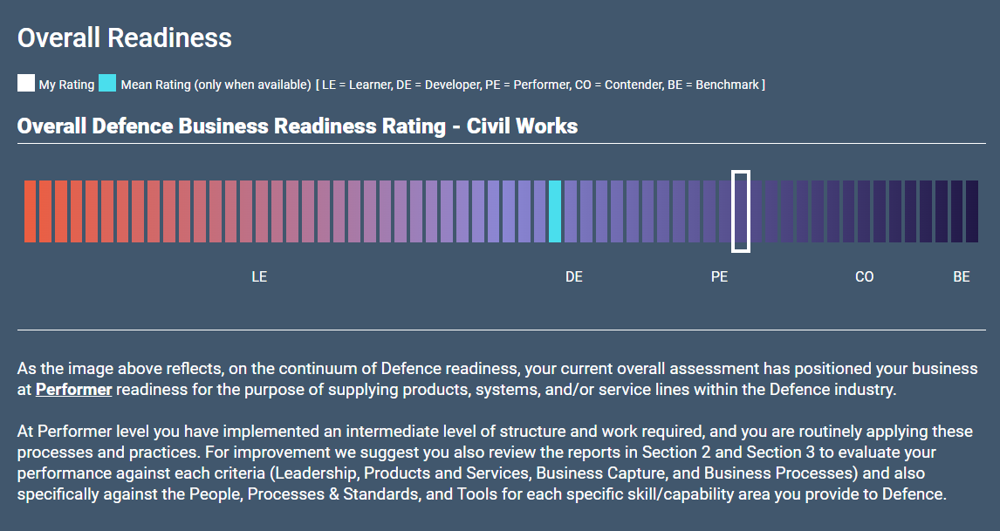 Overall Readiness
My Rating Mean Rating (only when available) [ LE = Learner, DE = Developer, PE = Performer, CO = Contender, BE = Benchmark ]
Overall Defence Business Readiness Rating - Civil Works
LE DE PE CO BE
As the image above reflects, on the continuum of Defence readiness, your current overall assessment has positioned your business
at Performer readiness for the purpose of supplying products, systems, and/or service lines within the Defence industry.
At Performer level you have implemented an intermediate level of structure and work required, and you are routinely applying these
processes and practices. For improvement we suggest you also review the reports in Section 2 and Section 3 to evaluate your
performance against each criteria (Leadership, Products and Services, Business Capture, and Business Processes) and also
specifically against the People, Processes & Standards, and Tools for each specific skill/capability area you provide to Defence.